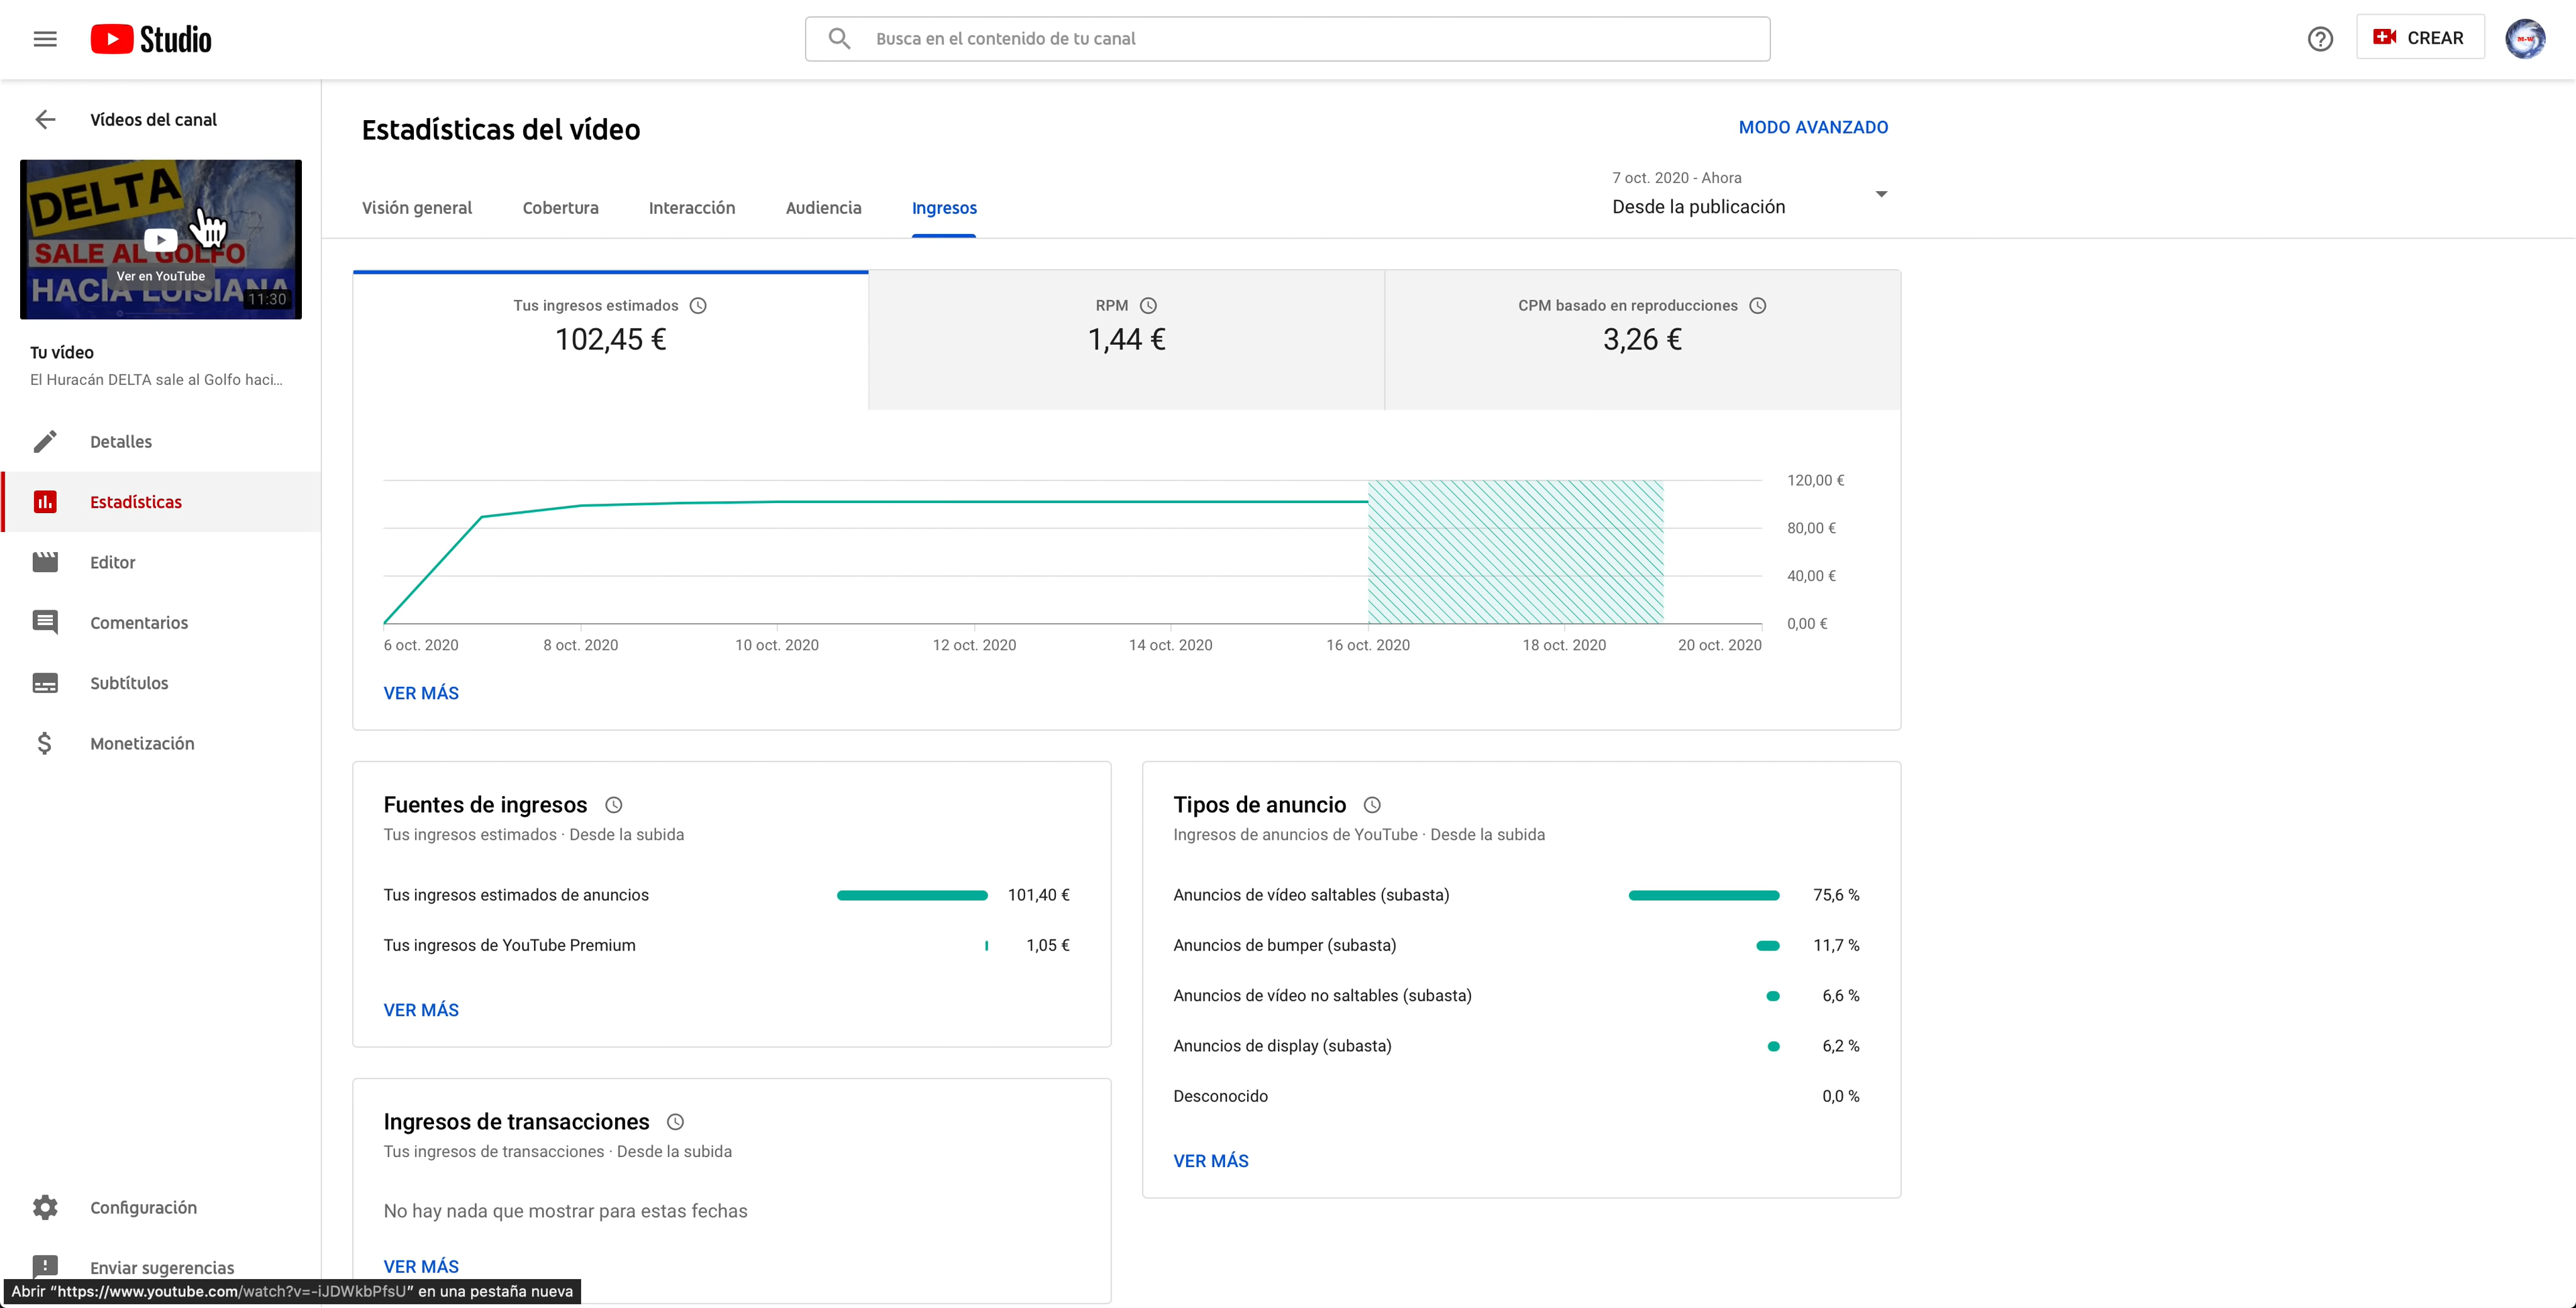 Studio
Busca en el contenido de tu canal
CREAR
M-W
Vídeos del canal
DELTA
SALE AL GOLFO
Ver en YouTube
HACIA LUISIANA
11:30
Tu vídeo
El Huracán DELTA sale al Golfo haci...
Detalles
Estadísticas
Editor
Comentarios
Subtítulos
Monetización
Configuración
Enviar sugerencias
Abrir “https://www.youtube.com/watch?v=-iJDWkbPfsU” en una pestaña nueva
Estadísticas del vídeo
MODO AVANZADO
Visión general
Cobertura
Interacción
Audiencia
Ingresos
7 oct. 2020 - Ahora
Desde la publicación
Tus ingresos estimados
102,45 €
RPM
1,44 €
CPM basado en reproducciones
3,26 €
120,00 €
80,00 €
40,00 €
0,00 €
6 oct. 2020
8 oct. 2020
10 oct. 2020
12 oct. 2020
14 oct. 2020
16 oct. 2020
18 oct. 2020
20 oct. 2020
VER MÁS
Fuentes de ingresos
Tus ingresos estimados · Desde la subida
Tus ingresos estimados de anuncios 101,40 €
Tus ingresos de YouTube Premium 1,05 €
VER MÁS
Ingresos de transacciones
Tus ingresos de transacciones · Desde la subida
No hay nada que mostrar para estas fechas
VER MÁS
Tipos de anuncio
Ingresos de anuncios de YouTube · Desde la subida
Anuncios de vídeo saltables (subasta) 75,6 %
Anuncios de bumper (subasta) 11,7 %
Anuncios de vídeo no saltables (subasta) 6,6 %
Anuncios de display (subasta) 6,2 %
Desconocido 0,0 %
VER MÁS